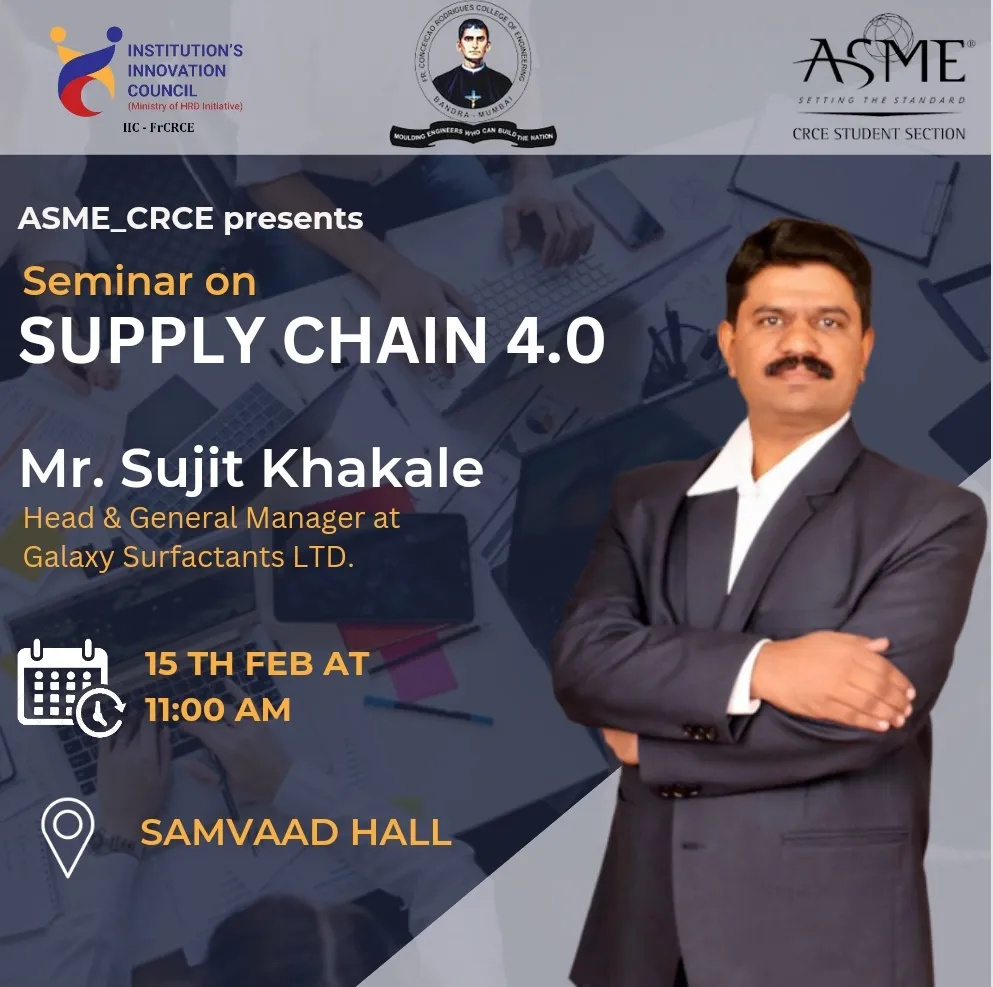 INSTITUTION'S
INNOVATION
COUNCIL
(Ministry of HRD Initiative)
IIC - FrCRCE
FR. CONCEICAO RODRIGUES COLLEGE OF ENGINEERING
BANDRA - MUMBAI
MOULDING ENGINEERS WHO CAN BUILD THE NATION
ASME®
SETTING THE STANDARD
CRCE STUDENT SECTION
ASME_CRCE presents
Seminar on
SUPPLY CHAIN 4.0
Mr. Sujit Khakale
Head & General Manager at
Galaxy Surfactants LTD.
15 TH FEB AT
11:00 AM
SAMVAAD HALL